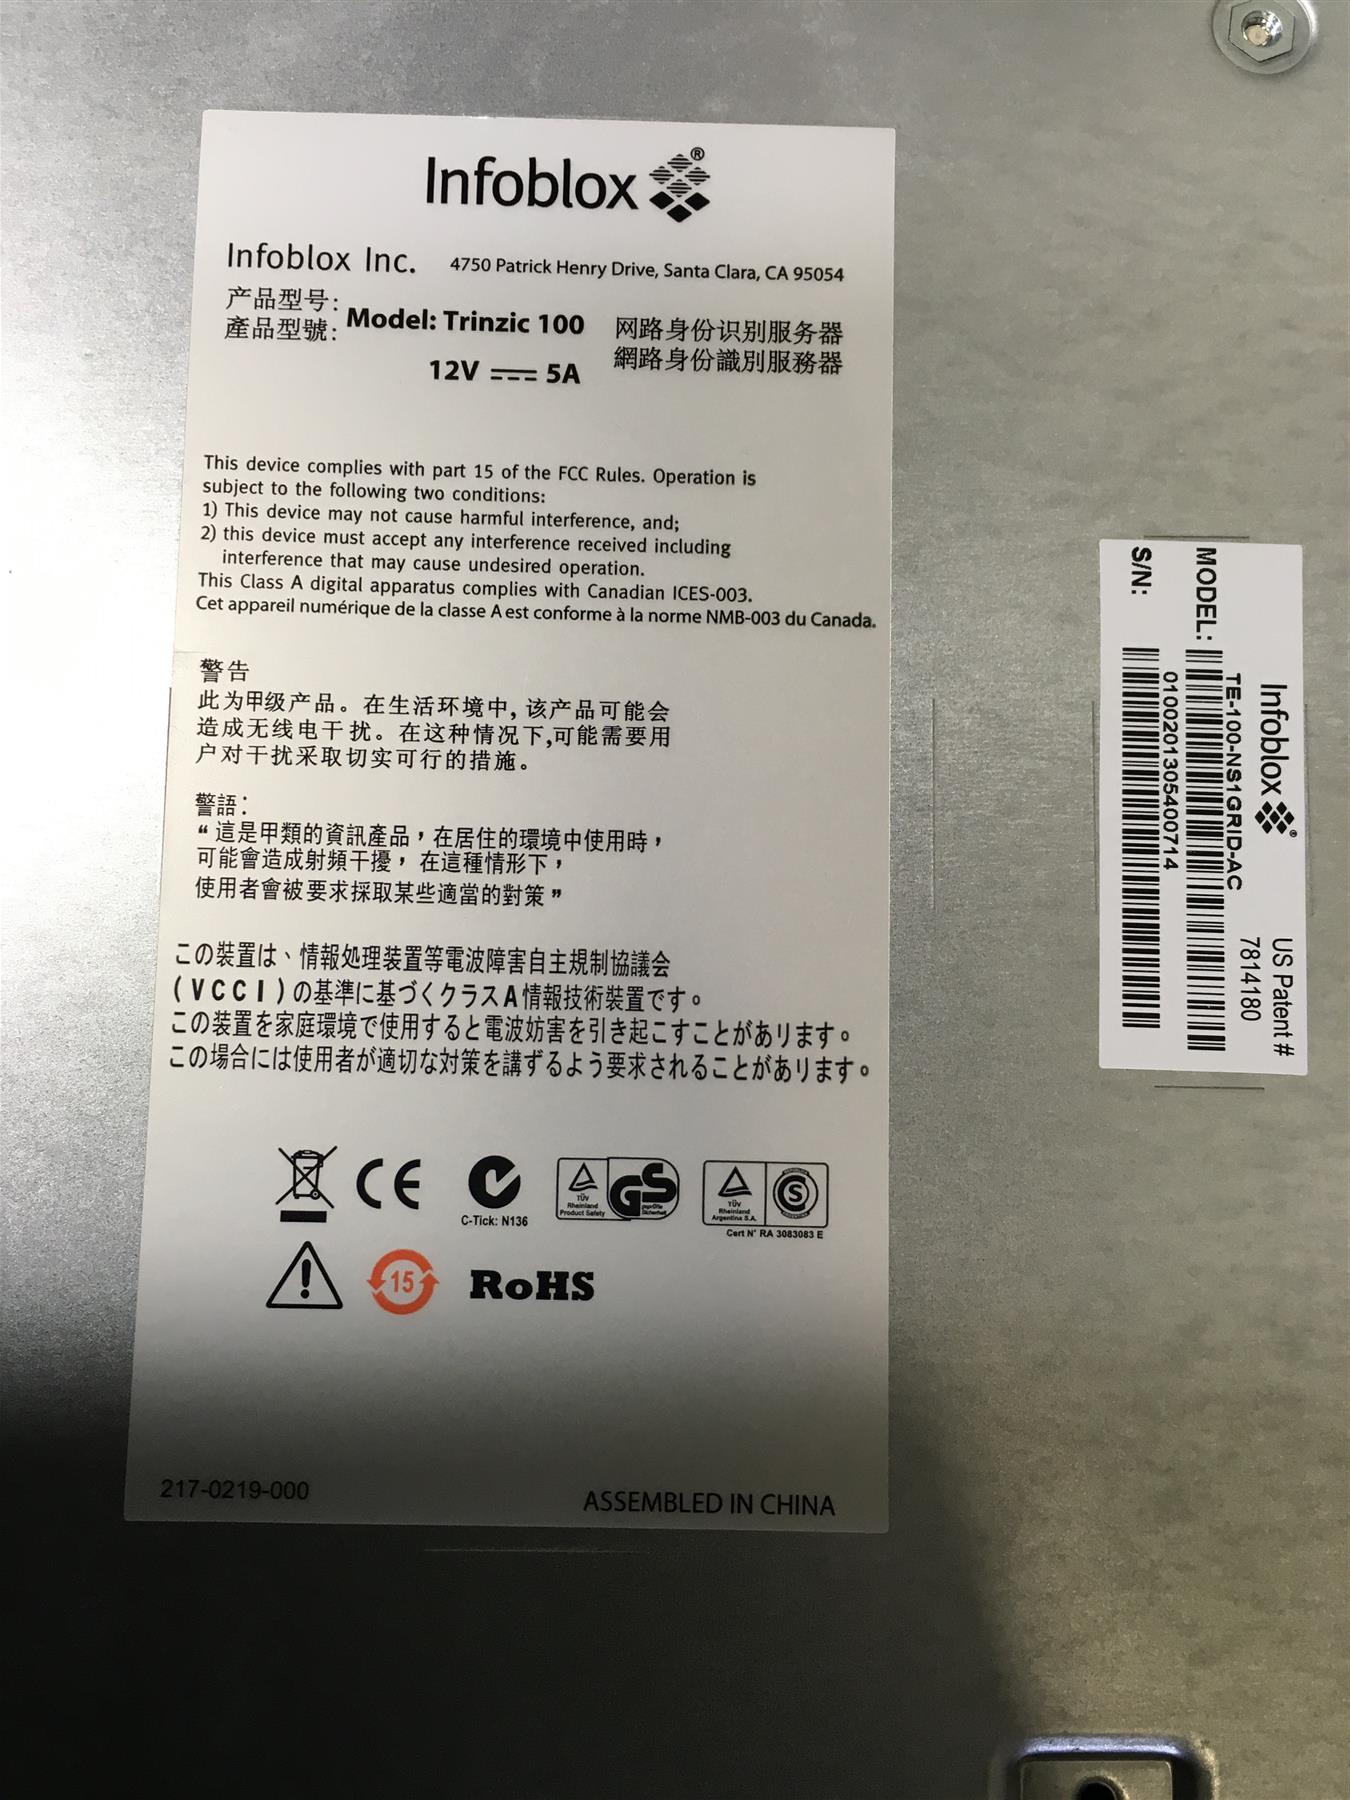 Infoblox ®
Infoblox Inc. 4750 Patrick Henry Drive, Santa Clara, CA 95054
产品型号:
產品型號: Model: Trinzic 100
网路身份识别服务器
網路身份識別服務器
12V 5A
This device complies with part 15 of the FCC Rules. Operation is
subject to the following two conditions:
1) This device may not cause harmful interference, and;
2) this device must accept any interference received including
interference that may cause undesired operation.
This Class A digital apparatus complies with Canadian ICES-003.
Cet appareil numérique de la classe A est conforme à la norme NMB-003 du Canada.
警告
此为甲级产品。在生活环境中,该产品可能会
造成无线电干扰。在这种情况下,可能需要用
户对干扰采取切实可行的措施。
警語:
“這是甲類的資訊產品，在居住的環境中使用時，
可能會造成射頻干擾，在這種情形下，
使用者會被要求採取某些適當的對策”
この装置は、情報処理装置等電波障害自主規制協議会
(VCCI)の基準に基づくクラスA情報技術装置です。
この装置を家庭環境で使用すると電波妨害を引き起こすことがあります。
この場合には使用者が適切な対策を講ずるよう要求されることがあります。
CE
C-Tick: N136
TÜV
Rheinland
Product Safety
GS
geprüfte
Sicherheit
TÜV
Rheinland
Argentina S.A.
S
Cert N° RA 3083083 E
15
RoHS
217-0219-000
ASSEMBLED IN CHINA
Infoblox ®
US Patent #
7814180
MODEL:
TE-100-NS1GRID-AC
S/N:
0100201305400714